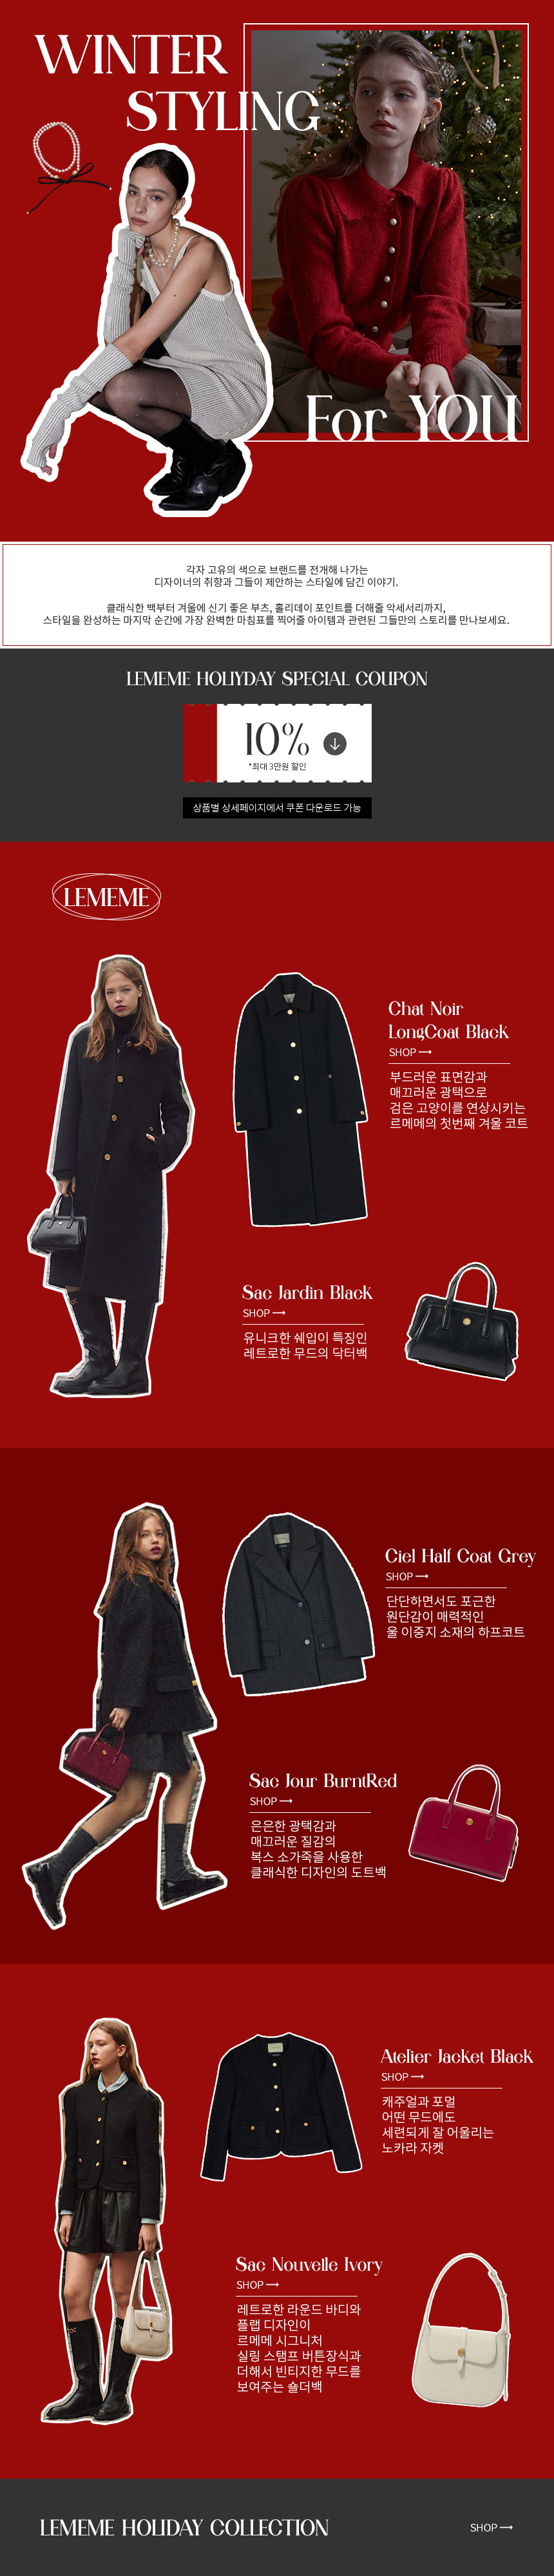 WINTER
STYLING
For YOU
각자 고유의 색으로 브랜드를 전개해 나가는
디자이너의 취향과 그들이 제안하는 스타일에 담긴 이야기.
클래식한 백부터 겨울에 신기 좋은 부츠, 홀리데이 포인트를 더해줄 악세서리까지,
스타일을 완성하는 마지막 순간에 가장 완벽한 마침표를 찍어줄 아이템과 관련된 그들만의 스토리를 만나보세요.
LEMEME HOLIYDAY SPECIAL COUPON
10%
*최대 3만원 할인
상품별 상세페이지에서 쿠폰 다운로드 가능
LEMEME
Chat Noir
LongCoat Black
SHOP
부드러운 표면감과
매끄러운 광택으로
검은 고양이를 연상시키는
르메메의 첫번째 겨울 코트
Sac Jardin Black
SHOP
유니크한 쉐입이 특징인
레트로한 무드의 닥터백
Ciel Half Coat Grey
SHOP
단단하면서도 포근한
원단감이 매력적인
울 이중지 소재의 하프코트
Sac Jour BurntRed
SHOP
은은한 광택감과
매끄러운 질감의
복스 소가죽을 사용한
클래식한 디자인의 도트백
Atelier Jacket Black
SHOP
캐주얼과 포멀
어떤 무드에도
세련되게 잘 어울리는
노카라 자켓
Sac Nouvelle Ivory
SHOP
레트로한 라운드 바디와
플랩 디자인이
르메메 시그니처
실링 스탬프 버튼장식과
더해서 빈티지한 무드를
보여주는 숄더백
LEMEME HOLIDAY COLLECTION
SHOP